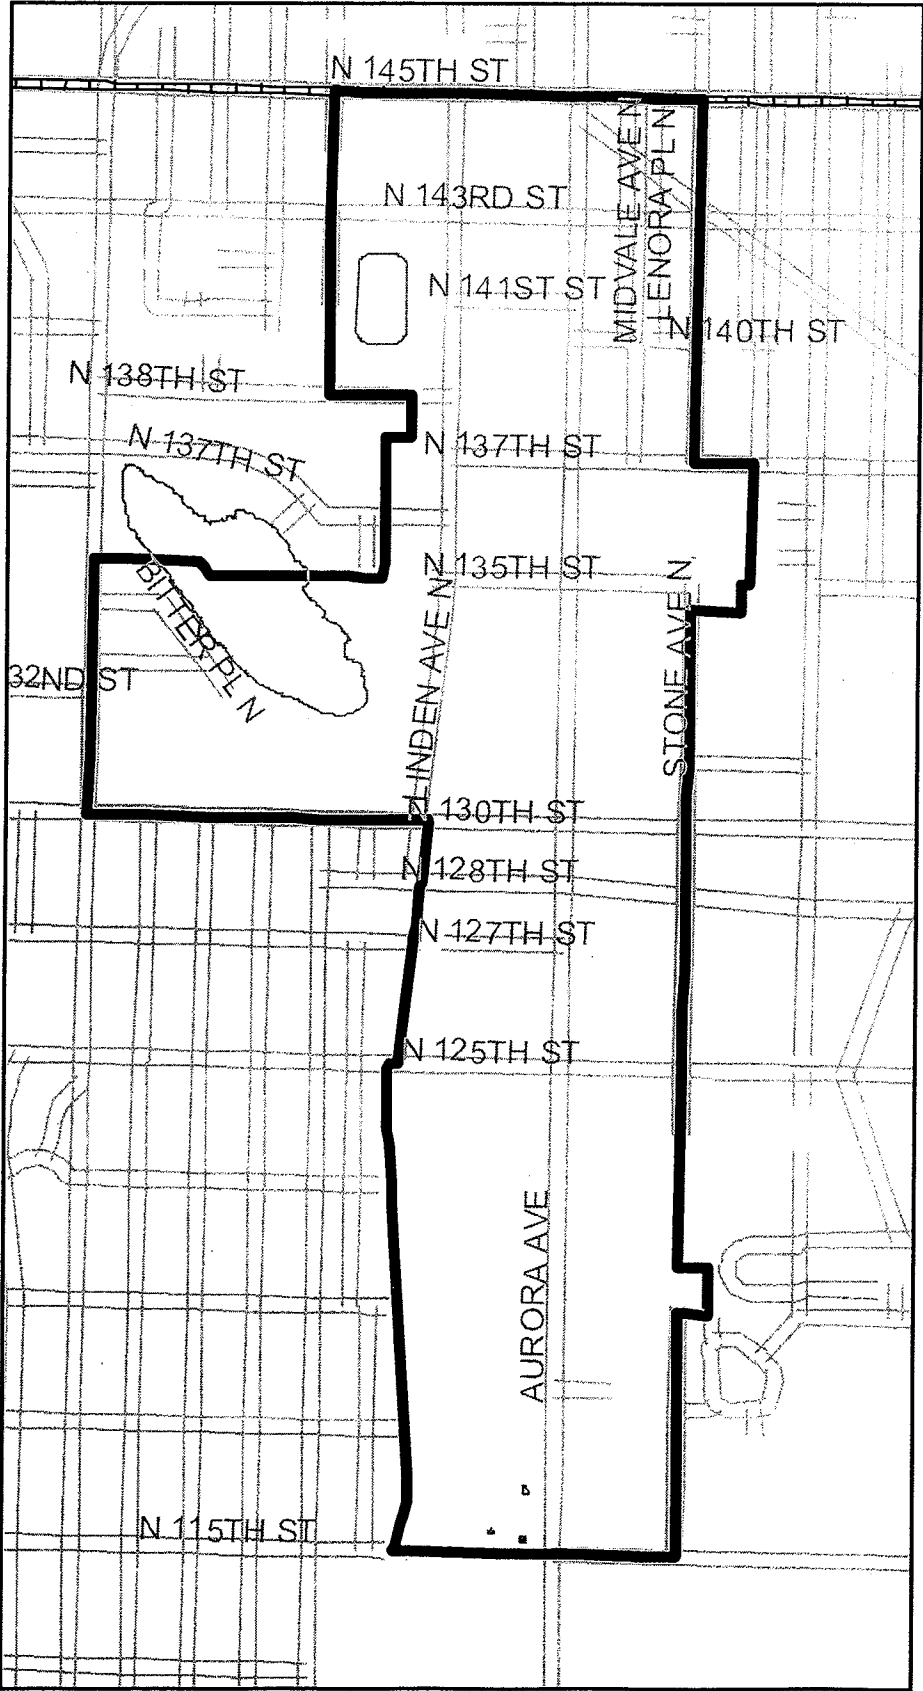 N 145TH ST
MIDVALE AVE N
LENORA PL N
N 143RD ST
N 141ST ST
N 140TH ST
N 138TH ST
N 137TH ST
N 137TH ST
N 135TH ST
BITTER PL N
LINDEN AVE N
STONE AVE N
32ND ST
N 130TH ST
N 128TH ST
N 127TH ST
N 125TH ST
AURORA AVE
N 115TH ST